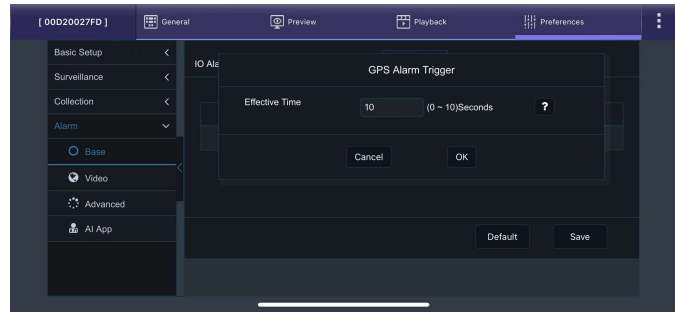 [ 00D20027FD ] General Preview Playback Preferences
Basic Setup
IO Ala
GPS Alarm Trigger
Surveillance
Collection
Effective Time 10 (0 ~ 10)Seconds ?
Alarm
Base
Cancel OK
Video
Advanced
AI App
Default Save